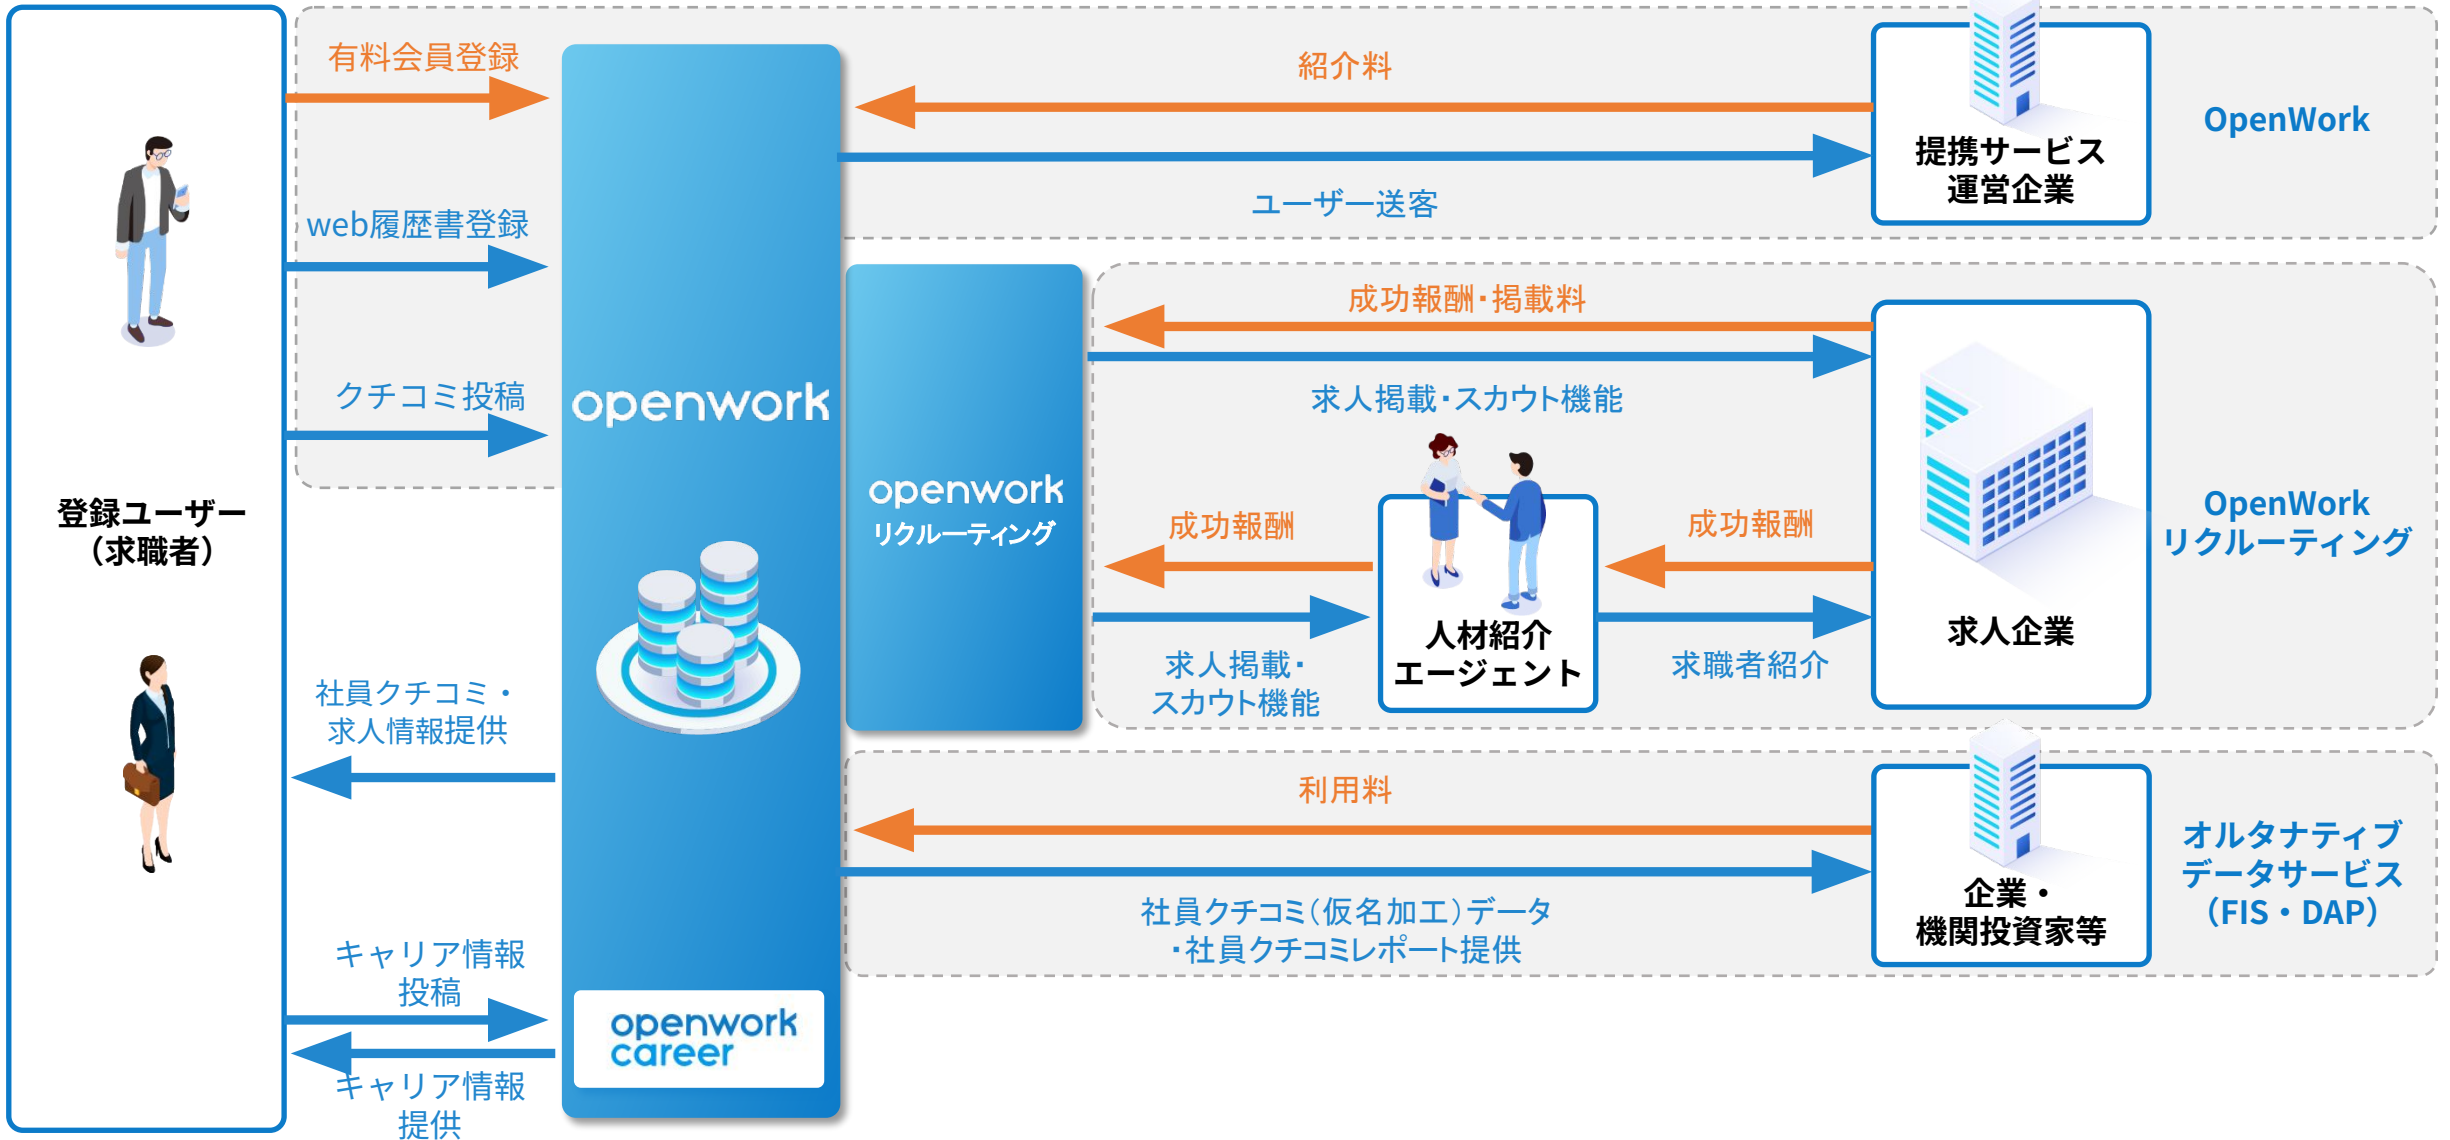 有料会員登録
web履歴書登録
クチコミ投稿
登録ユーザー
（求職者）
社員クチコミ・
求人情報提供
キャリア情報
投稿
キャリア情報
提供
openwork
openwork
career
openwork
リクルーティング
紹介料
ユーザー送客
提携サービス
運営企業
OpenWork
成功報酬・掲載料
求人掲載・スカウト機能
成功報酬
求人掲載・
スカウト機能
人材紹介
エージェント
成功報酬
求職者紹介
求人企業
OpenWork
リクルーティング
利用料
社員クチコミ（仮名加工）データ
・社員クチコミレポート提供
企業・
機関投資家等
オルタナティブ
データサービス
（FIS・DAP）